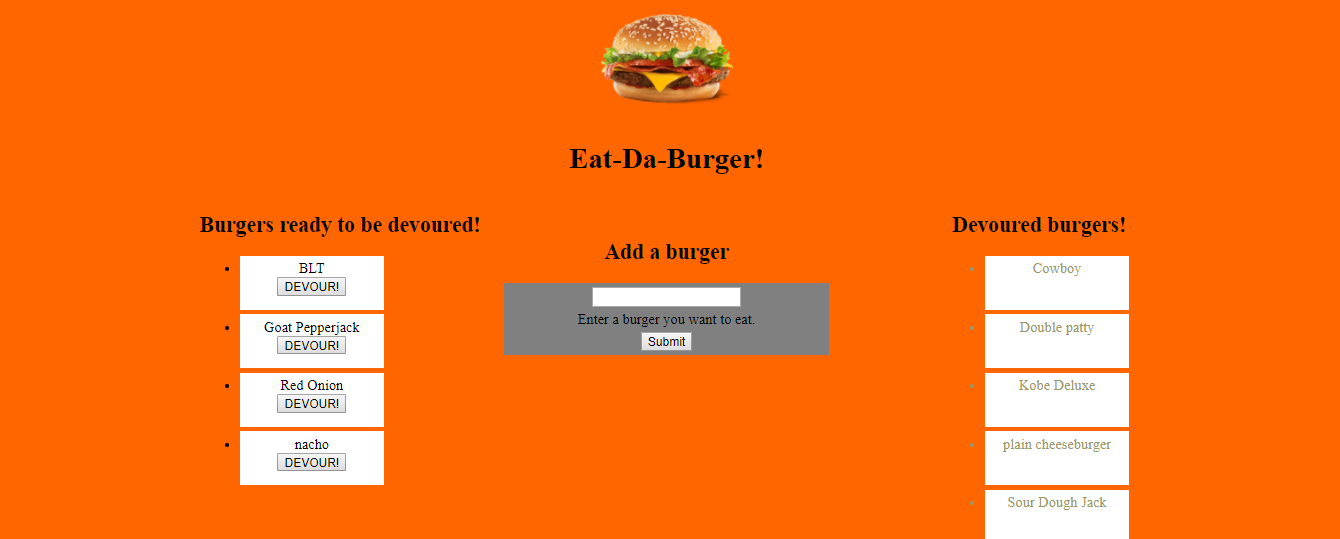 Eat-Da-Burger!
Burgers ready to be devoured!
BLT
DEVOUR!
Goat Pepperjack
DEVOUR!
Red Onion
DEVOUR!
nacho
DEVOUR!
Add a burger
Enter a burger you want to eat.
Submit
Devoured burgers!
Cowboy
Double patty
Kobe Deluxe
plain cheeseburger
Sour Dough Jack